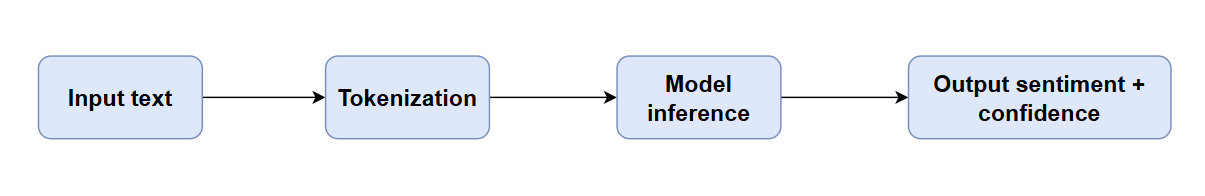 Input text
Tokenization
Model
inference
Output sentiment +
confidence